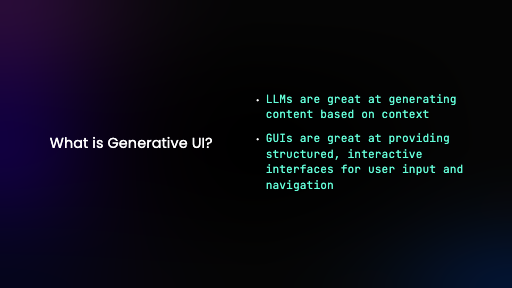 What is Generative UI?
• LLMs are great at generating
content based on context
• GUIs are great at providing
structured, interactive
interfaces for user input and
navigation